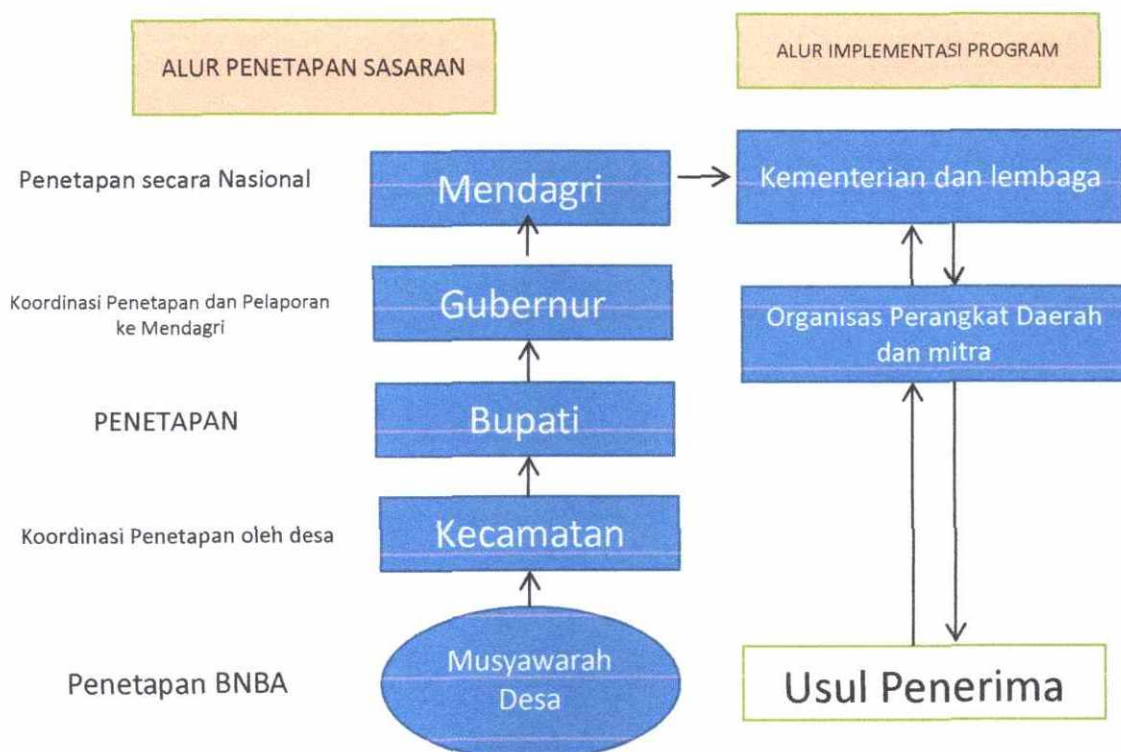 ALUR PENETAPAN SASARAN
ALUR IMPLEMENTASI PROGRAM
Penetapan secara Nasional
Mendagri
Kementerian dan lembaga
Koordinasi Penetapan dan Pelaporan
ke Mendagri
Gubernur
Organisas Perangkat Daerah
dan mitra
PENETAPAN
Bupati
Koordinasi Penetapan oleh desa
Kecamatan
Penetapan BNBA
Musyawarah
Desa
Usul Penerima